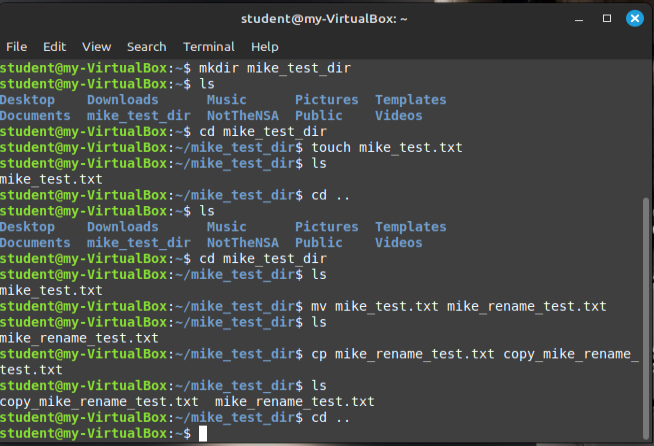 student@my-VirtualBox: ~
File Edit View Search Terminal Help
student@my-VirtualBox:~$ mkdir mike_test_dir
student@my-VirtualBox:~$ ls
Desktop    Downloads      Music      Pictures  Templates
Documents  mike_test_dir  NotTheNSA  Public    Videos
student@my-VirtualBox:~$ cd mike_test_dir
student@my-VirtualBox:~/mike_test_dir$ touch mike_test.txt
student@my-VirtualBox:~/mike_test_dir$ ls
mike_test.txt
student@my-VirtualBox:~/mike_test_dir$ cd ..
student@my-VirtualBox:~$ ls
Desktop    Downloads      Music      Pictures  Templates
Documents  mike_test_dir  NotTheNSA  Public    Videos
student@my-VirtualBox:~$ cd mike_test_dir
student@my-VirtualBox:~/mike_test_dir$ ls
mike_test.txt
student@my-VirtualBox:~/mike_test_dir$ mv mike_test.txt mike_rename_test.txt
student@my-VirtualBox:~/mike_test_dir$ ls
mike_rename_test.txt
student@my-VirtualBox:~/mike_test_dir$ cp mike_rename_test.txt copy_mike_rename_
test.txt
student@my-VirtualBox:~/mike_test_dir$ ls
copy_mike_rename_test.txt  mike_rename_test.txt
student@my-VirtualBox:~/mike_test_dir$ cd ..
student@my-VirtualBox:~$